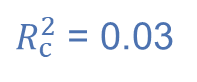 $R_c^2 = 0.03$